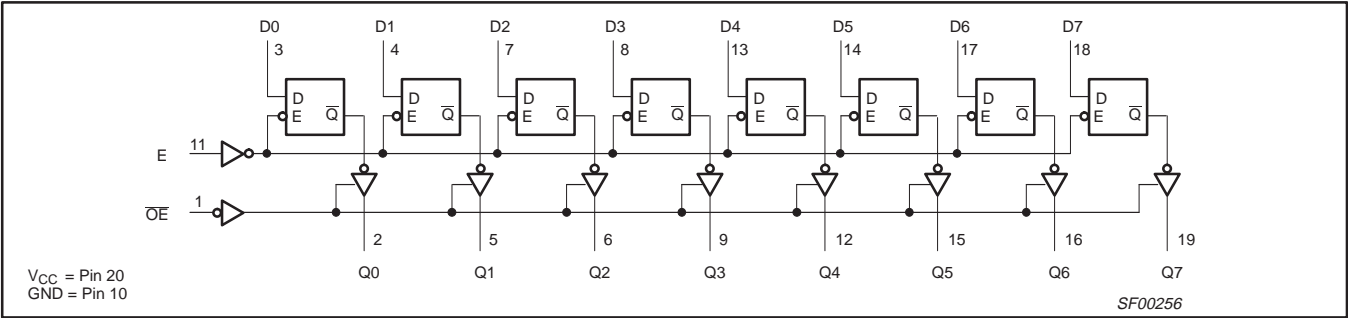 D0 D1 D2 D3 D4 D5 D6 D7
3 4 7 8 13 14 17 18
D D D D D D D D
E Q̅ E Q̅ E Q̅ E Q̅ E Q̅ E Q̅ E Q̅ E Q̅
E 11
O̅E̅ 1
2 5 6 9 12 15 16 19
Q0 Q1 Q2 Q3 Q4 Q5 Q6 Q7
VCC = Pin 20
GND = Pin 10
SF00256